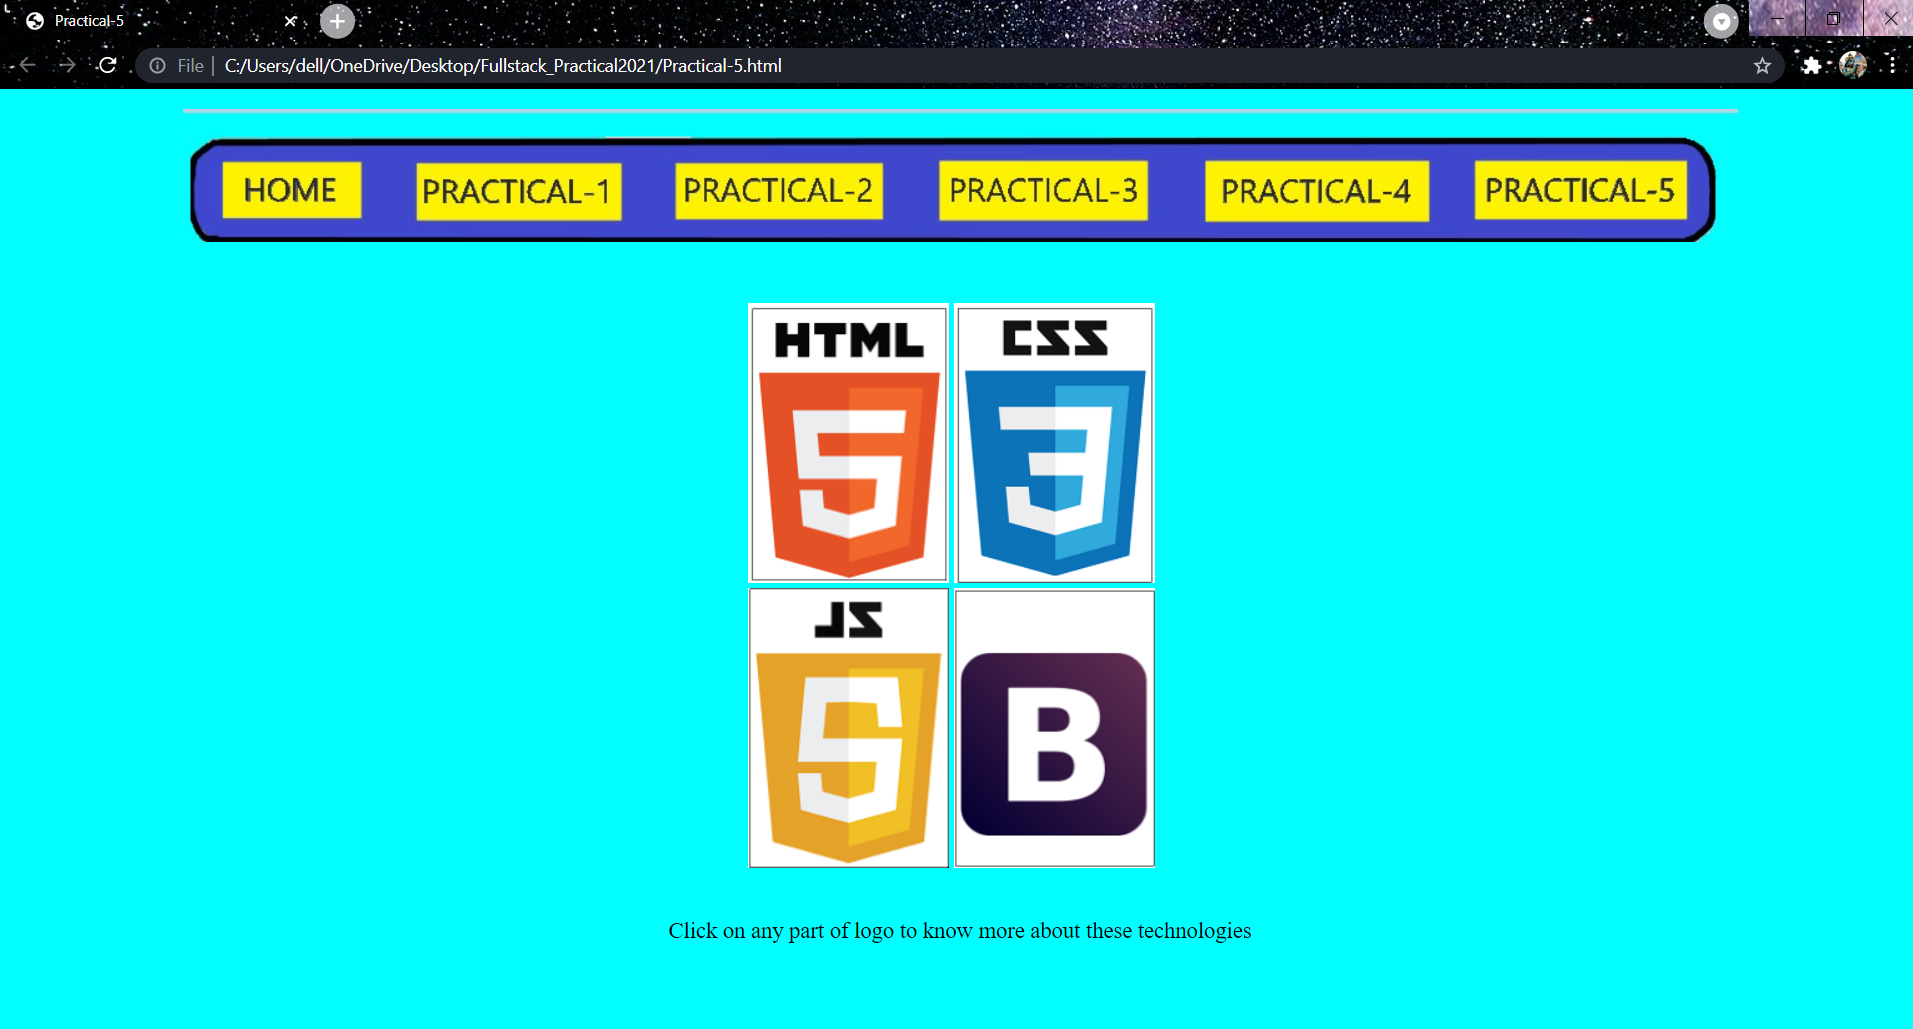 Practical-5
File | C:/Users/dell/OneDrive/Desktop/Fullstack_Practical2021/Practical-5.html
HOME PRACTICAL-1 PRACTICAL-2 PRACTICAL-3 PRACTICAL-4 PRACTICAL-5
HTML CSS
5 3
JS B
5
Click on any part of logo to know more about these technologies